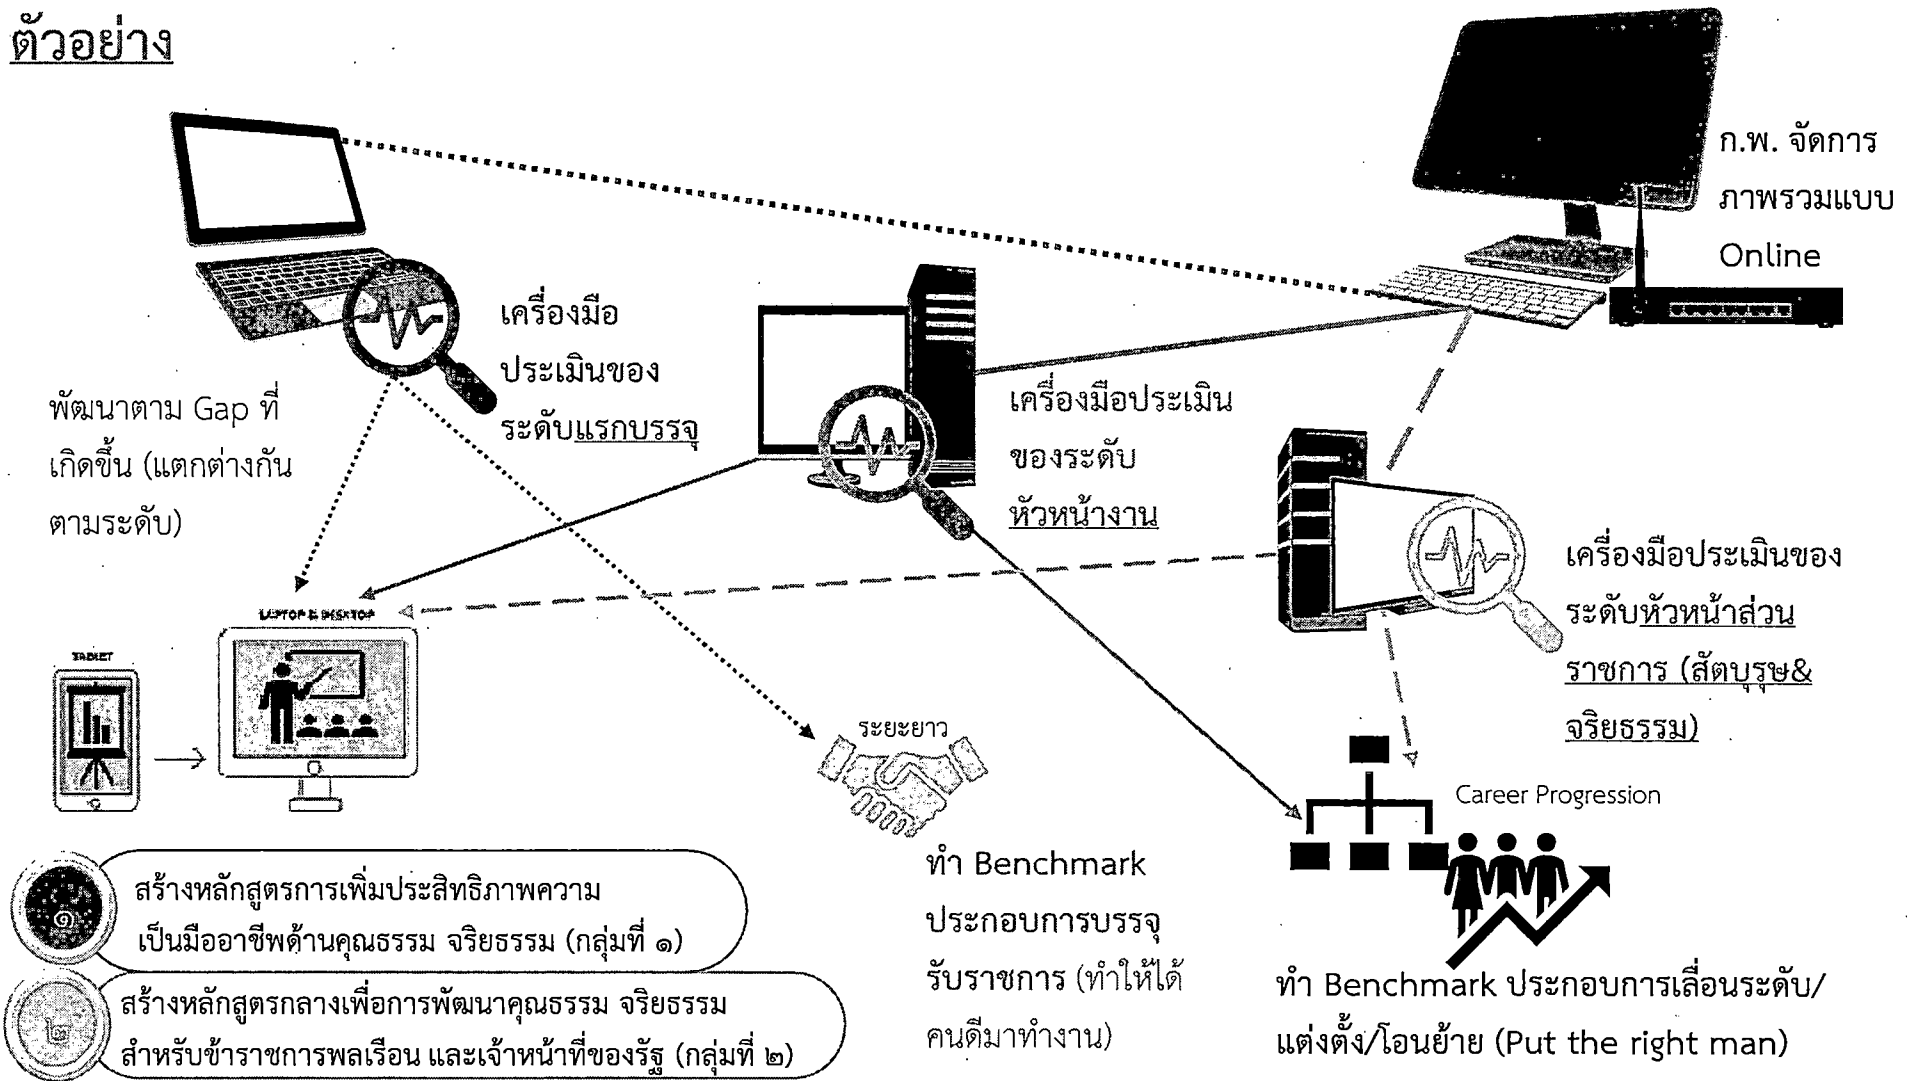 ตัวอย่าง
ก.พ. จัดการ
ภาพรวมแบบ
Online
เครื่องมือ
ประเมินของ
ระดับแรกบรรจุ
พัฒนาตาม Gap ที่
เกิดขึ้น (แตกต่างกัน
ตามระดับ)
เครื่องมือประเมิน
ของระดับ
หัวหน้างาน
เครื่องมือประเมินของ
ระดับหัวหน้าส่วน
ราชการ (สัตบุรุษ&
จริยธรรม)
LAPTOP & DESKTOP
TABLET
ระยะยาว
Career Progression
ทำ Benchmark
ประกอบการบรรจุ
รับราชการ (ทำให้ได้
คนดีมาทำงาน)
ทำ Benchmark ประกอบการเลื่อนระดับ/
แต่งตั้ง/โอนย้าย (Put the right man)
๑
สร้างหลักสูตรการเพิ่มประสิทธิภาพความ
เป็นมืออาชีพด้านคุณธรรม จริยธรรม (กลุ่มที่ ๑)
๒
สร้างหลักสูตรกลางเพื่อการพัฒนาคุณธรรม จริยธรรม
สำหรับข้าราชการพลเรือน และเจ้าหน้าที่ของรัฐ (กลุ่มที่ ๒)